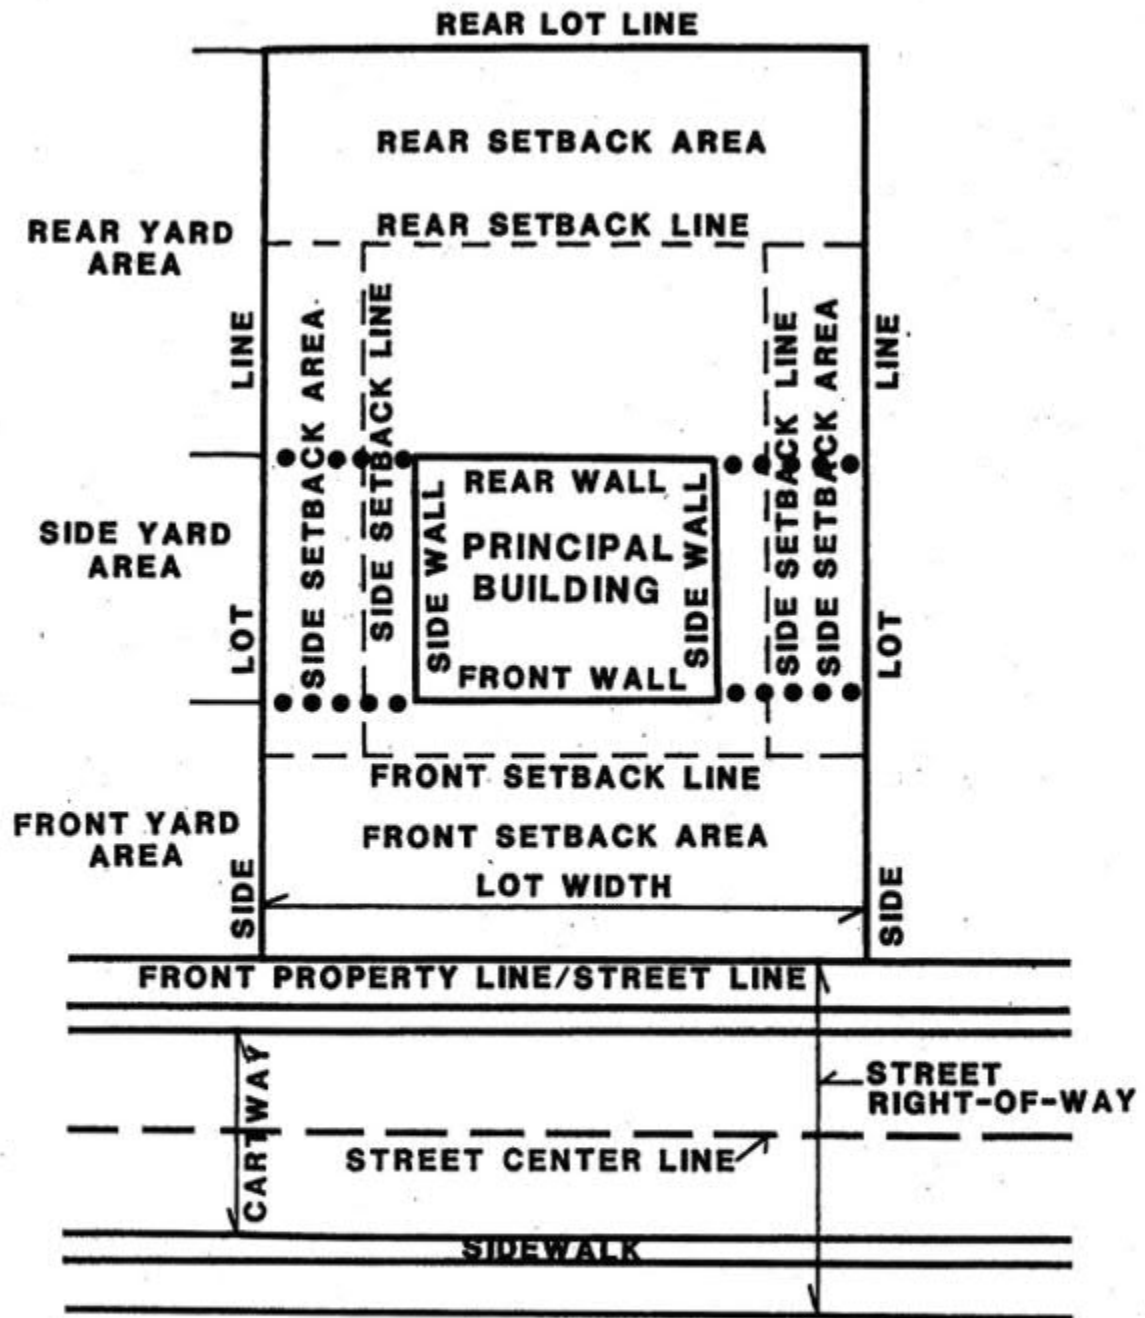 REAR LOT LINE
REAR SETBACK AREA
REAR SETBACK LINE
REAR YARD
AREA
SIDE LOT LINE
SIDE SETBACK AREA
SIDE SETBACK LINE
SIDE SETBACK LINE
SIDE SETBACK AREA
SIDE LOT LINE
SIDE YARD
AREA
REAR WALL
SIDE WALL
PRINCIPAL
BUILDING
SIDE WALL
FRONT WALL
FRONT SETBACK LINE
FRONT YARD
AREA
FRONT SETBACK AREA
LOT WIDTH
FRONT PROPERTY LINE/STREET LINE
CARTWAY
STREET
RIGHT-OF-WAY
STREET CENTER LINE
SIDEWALK